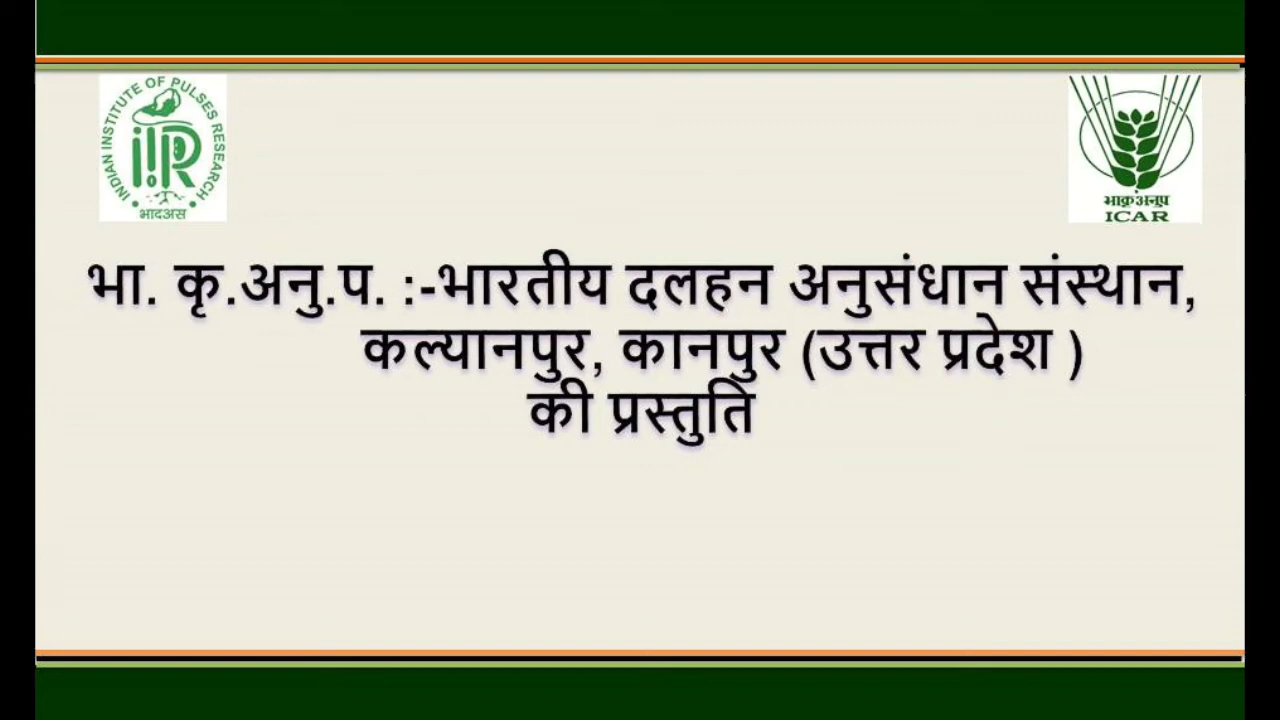 INDIAN INSTITUTE OF PULSES RESEARCH
IIPR
भादअस
भाकृअनुप
ICAR
भा. कृ.अनु.प. :-भारतीय दलहन अनुसंधान संस्थान,
कल्यानपुर, कानपुर (उत्तर प्रदेश )
की प्रस्तुति